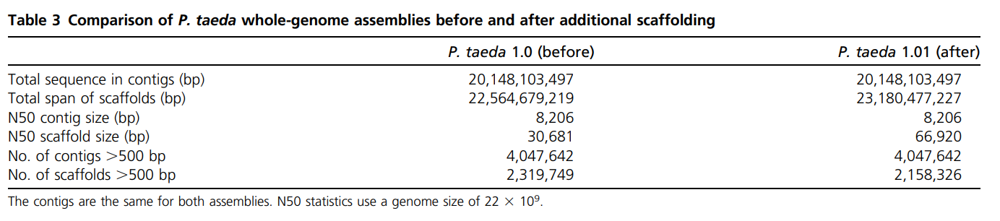 Table 3 Comparison of P. taeda whole-genome assemblies before and after additional scaffolding
P. taeda 1.0 (before) P. taeda 1.01 (after)
Total sequence in contigs (bp) 20,148,103,497 20,148,103,497
Total span of scaffolds (bp) 22,564,679,219 23,180,477,227
N50 contig size (bp) 8,206 8,206
N50 scaffold size (bp) 30,681 66,920
No. of contigs >500 bp 4,047,642 4,047,642
No. of scaffolds >500 bp 2,319,749 2,158,326
The contigs are the same for both assemblies. N50 statistics use a genome size of 22 × 10⁹.